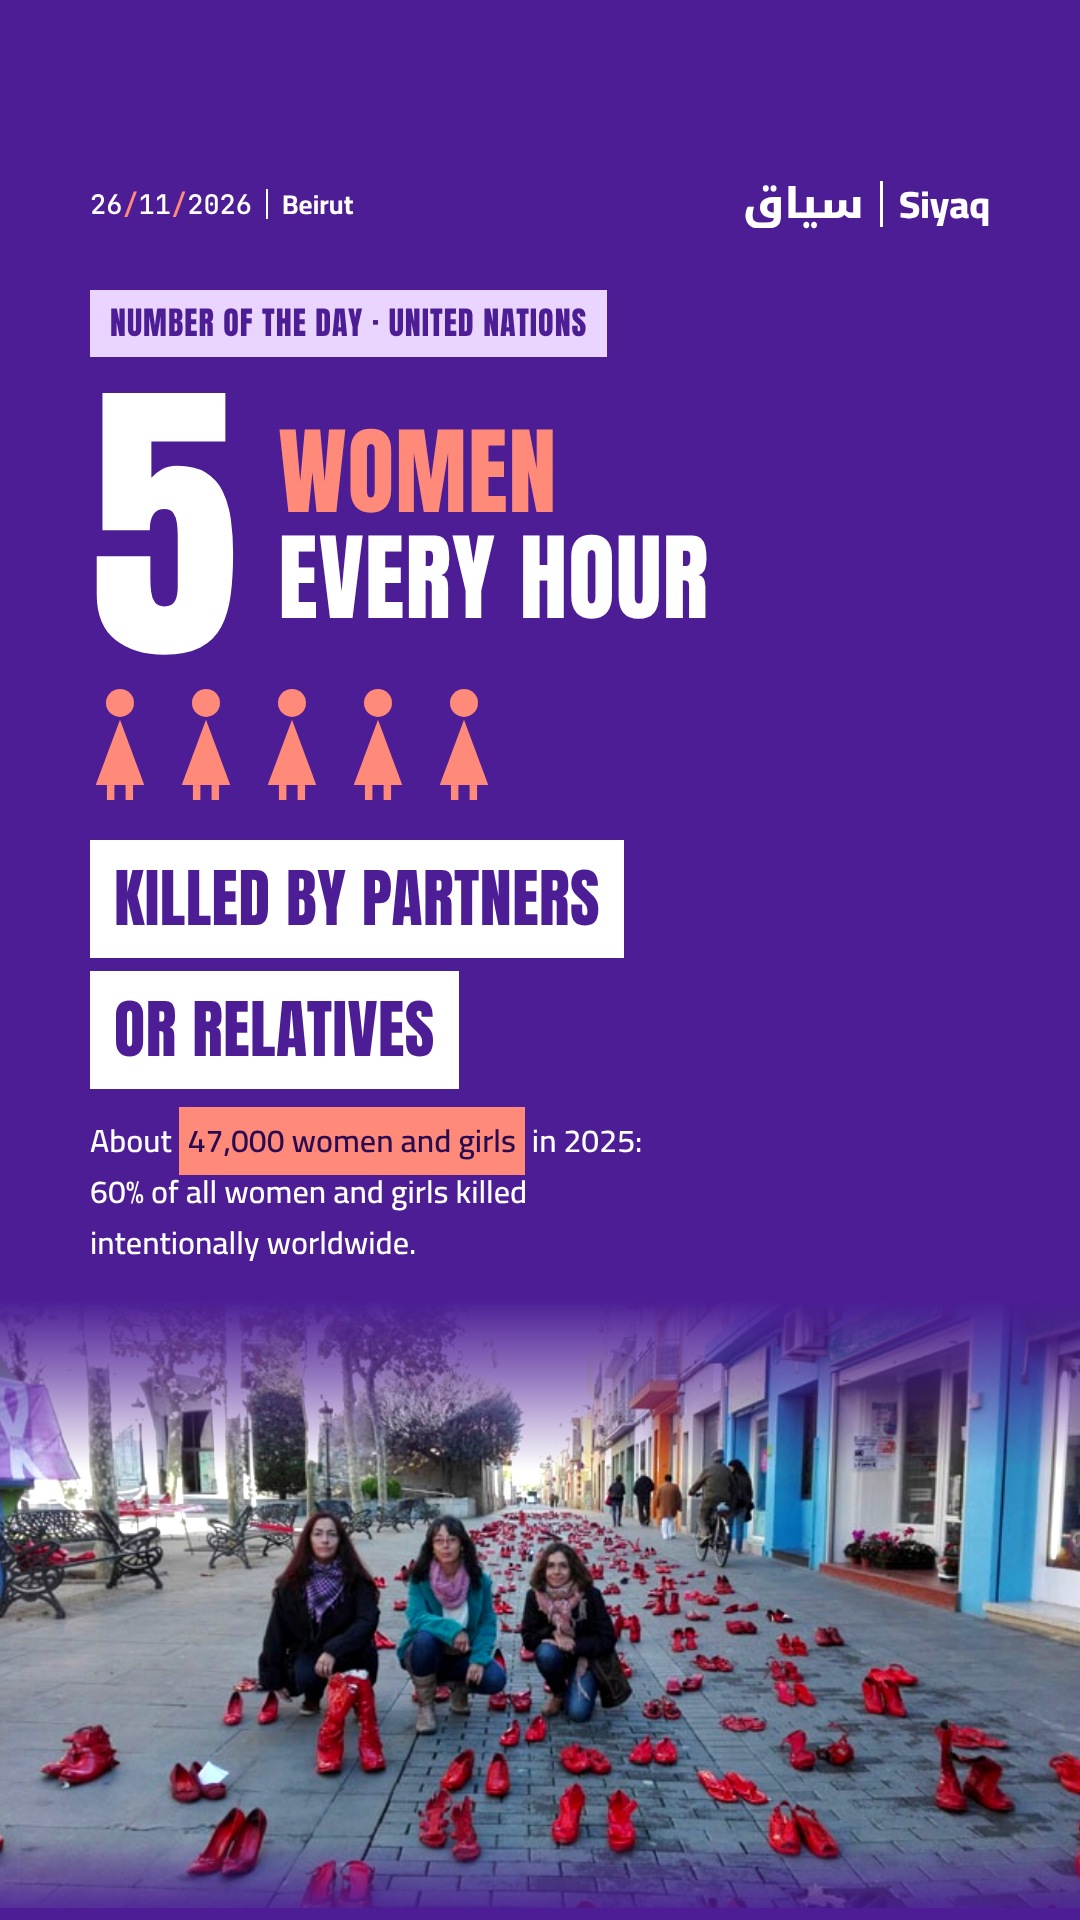 26/11/2026 | Beirut
سياق | Siyaq
NUMBER OF THE DAY · UNITED NATIONS
5
WOMEN
EVERY HOUR
KILLED BY PARTNERS
OR RELATIVES
About 47,000 women and girls in 2025:
60% of all women and girls killed
intentionally worldwide.